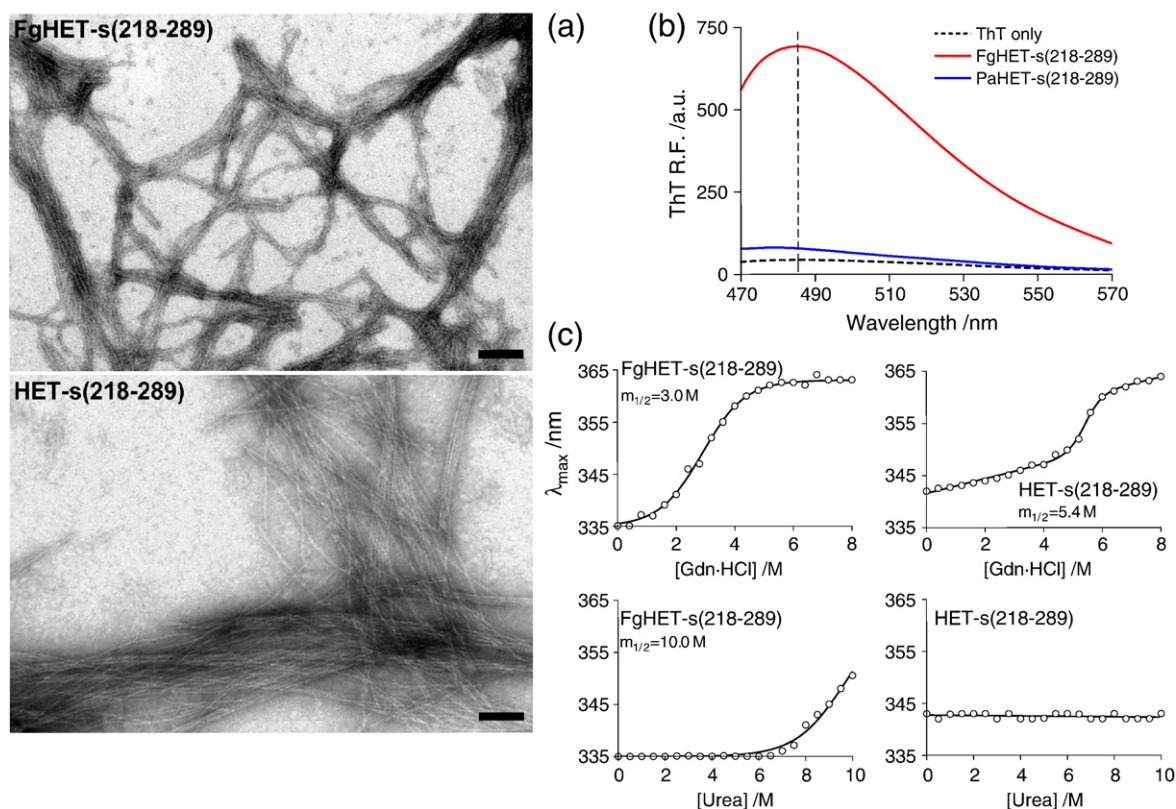 FgHET-s(218-289)
(a)
HET-s(218-289)
(b)
ThT only
FgHET-s(218-289)
PaHET-s(218-289)
750
500
250
0
ThT R.F. /a.u.
470 490 510 530 550 570
Wavelength /nm
(c)
FgHET-s(218-289)
m1/2=3.0 M
365
355
345
335
λmax /nm
0 2 4 6 8
[Gdn·HCl] /M
365
355
345
335
HET-s(218-289)
m1/2=5.4 M
0 2 4 6 8
[Gdn·HCl] /M
FgHET-s(218-289)
m1/2=10.0 M
365
355
345
335
0 2 4 6 8 10
[Urea] /M
HET-s(218-289)
365
355
345
335
0 2 4 6 8 10
[Urea] /M